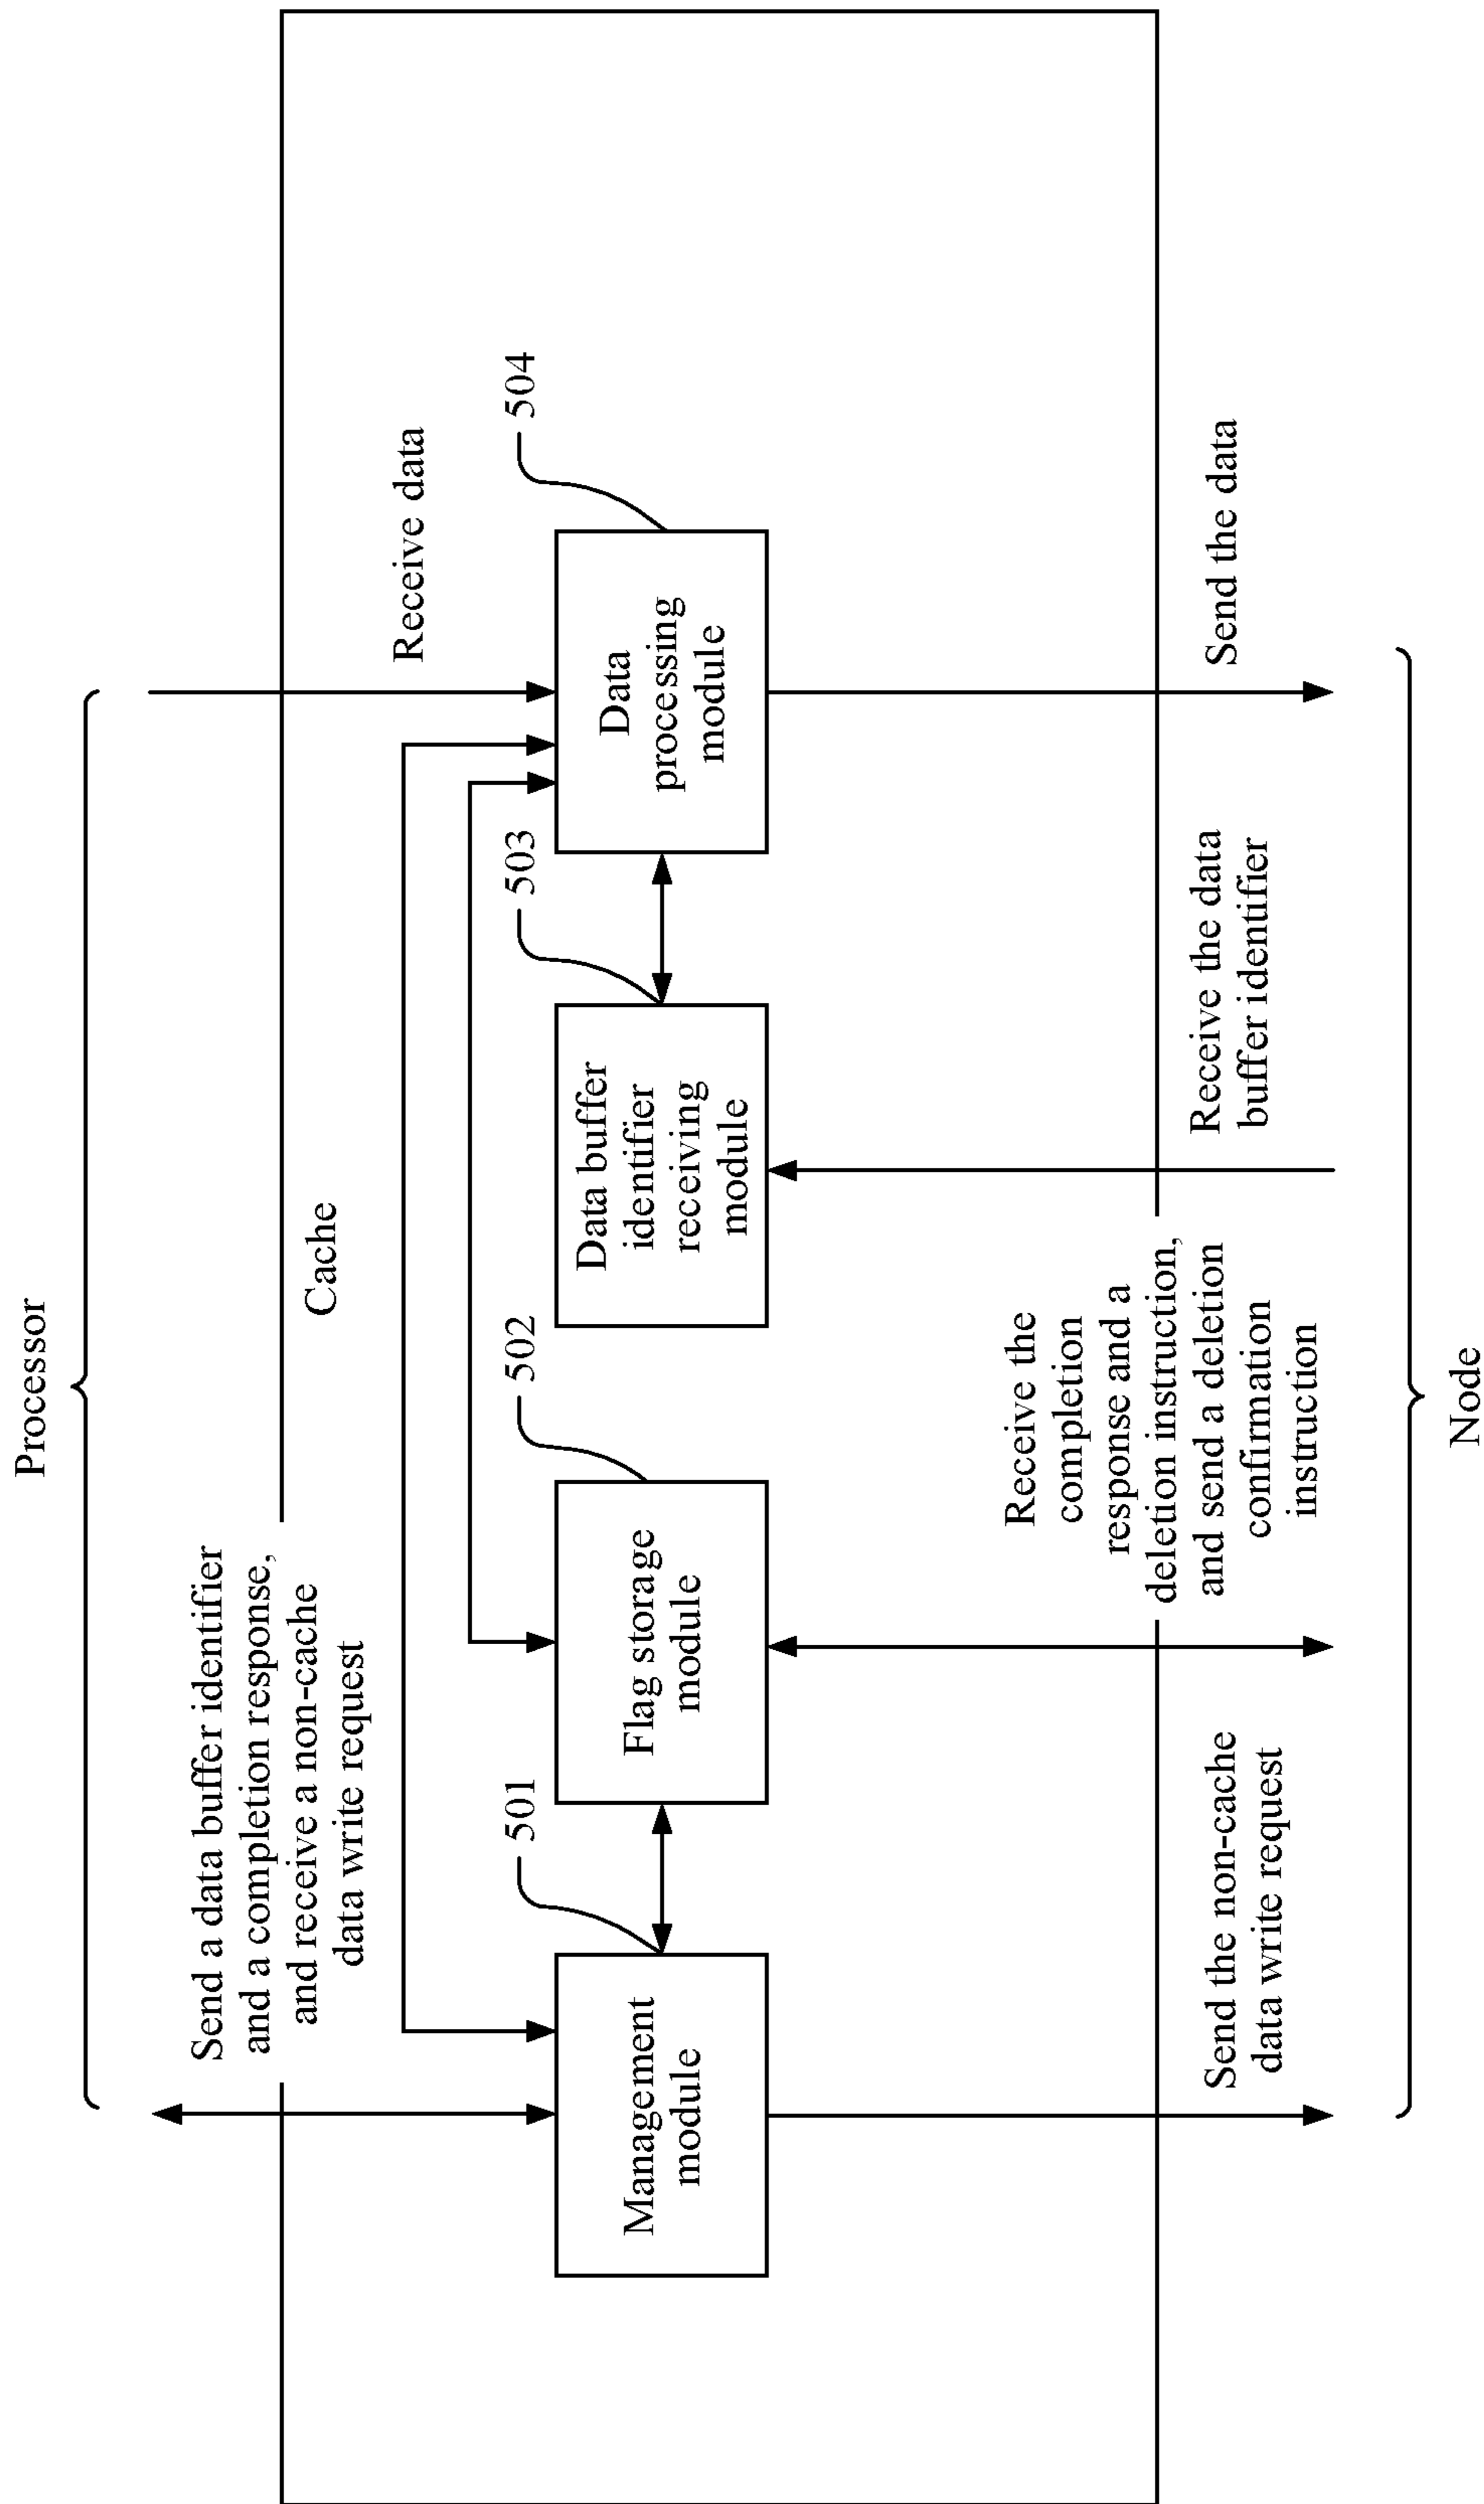 Processor
Send a data buffer identifier
and a completion response,
and receive a non-cache
data write request
Cache
Receive data
501
502
503
504
Management
module
Flag storage
module
Data buffer
identifier
receiving
module
Data
processing
module
Send the non-cache
data write request
Receive the
completion
response and a
deletion instruction,
and send a deletion
confirmation
instruction
Receive the data
buffer identifier
Send the data
Node